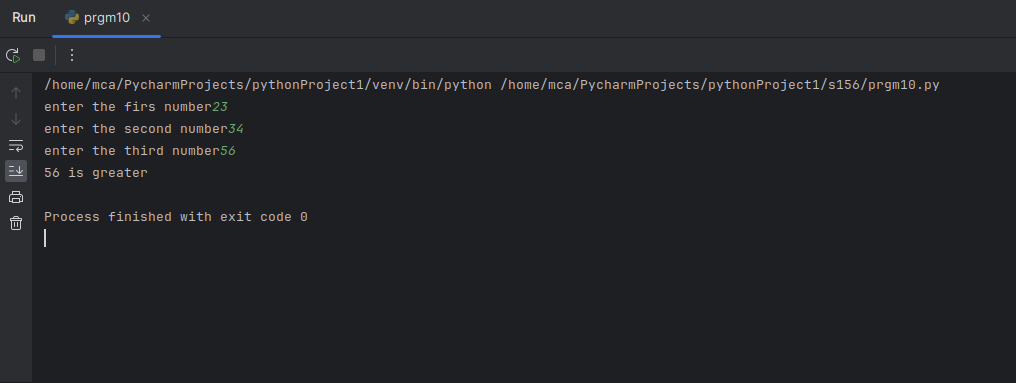 Run prgm10
/home/mca/PycharmProjects/pythonProject1/venv/bin/python /home/mca/PycharmProjects/pythonProject1/s156/prgm10.py
enter the firs number23
enter the second number34
enter the third number56
56 is greater
Process finished with exit code 0